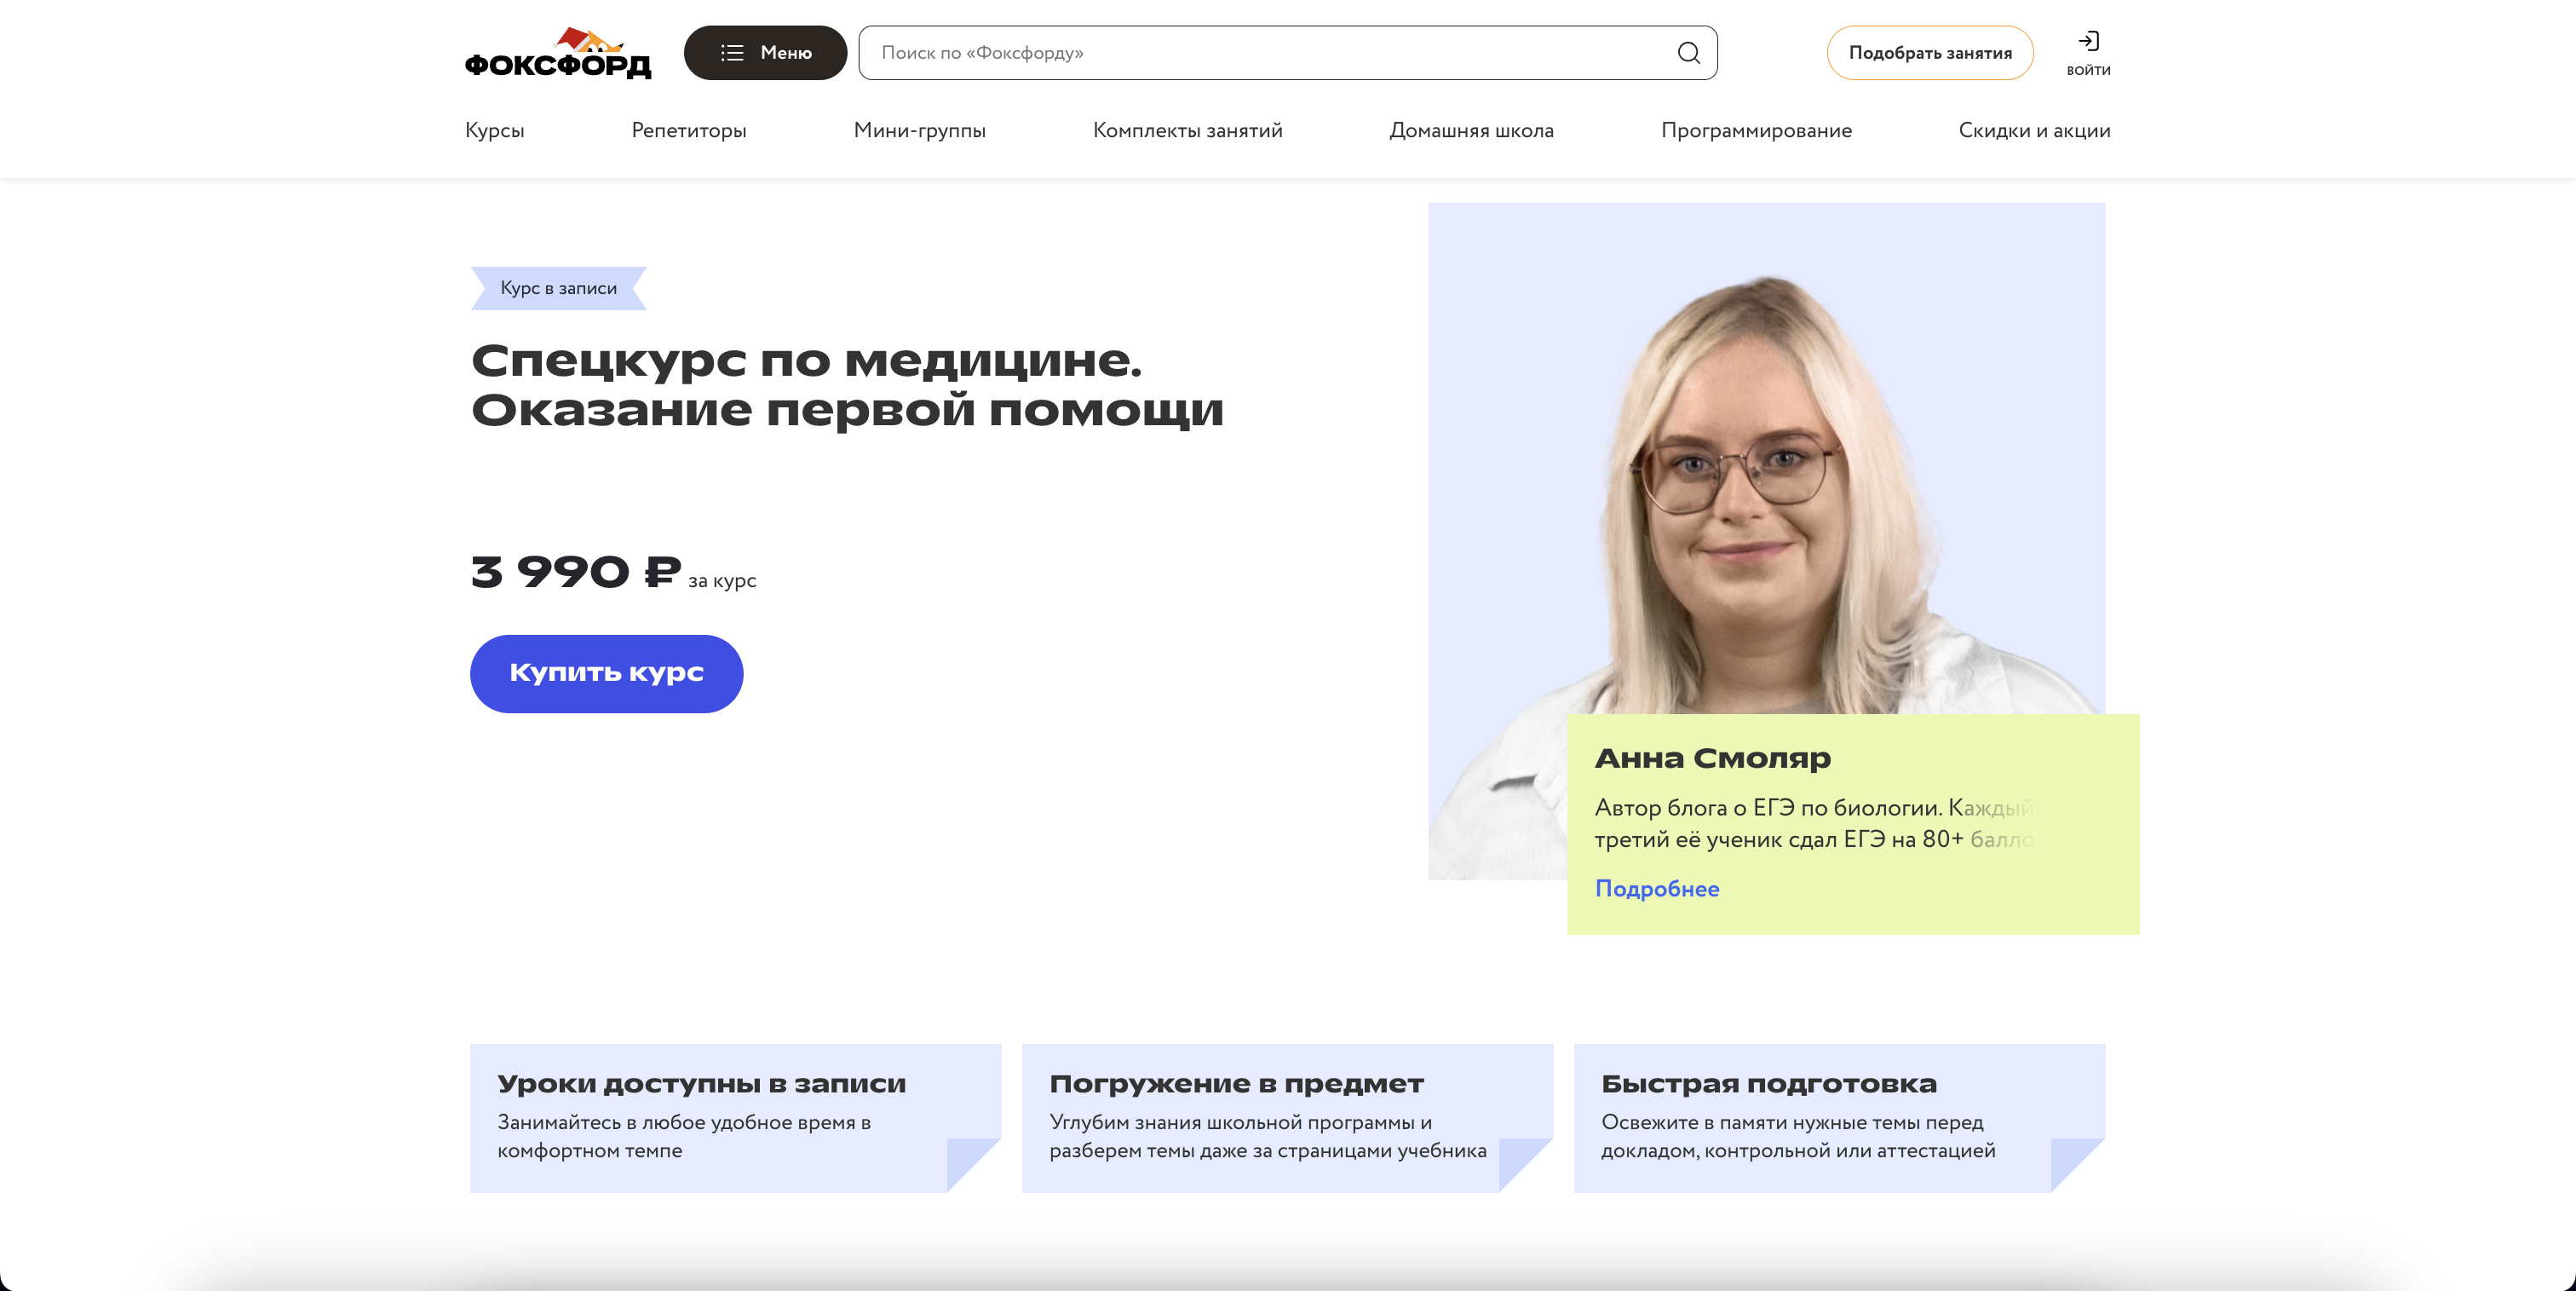 ФОКСФОРД
Меню
Поиск по «Фоксфорду»
Подобрать занятия
войти
Курсы
Репетиторы
Мини-группы
Комплекты занятий
Домашняя школа
Программирование
Скидки и акции
Курс в записи
Спецкурс по медицине.
Оказание первой помощи
3 990 ₽ за курс
Купить курс
Анна Смоляр
Автор блога о ЕГЭ по биологии. Каждый
третий её ученик сдал ЕГЭ на 80+ балло
Подробнее
Уроки доступны в записи
Занимайтесь в любое удобное время в
комфортном темпе
Погружение в предмет
Углубим знания школьной программы и
разберем темы даже за страницами учебника
Быстрая подготовка
Освежите в памяти нужные темы перед
докладом, контрольной или аттестацией